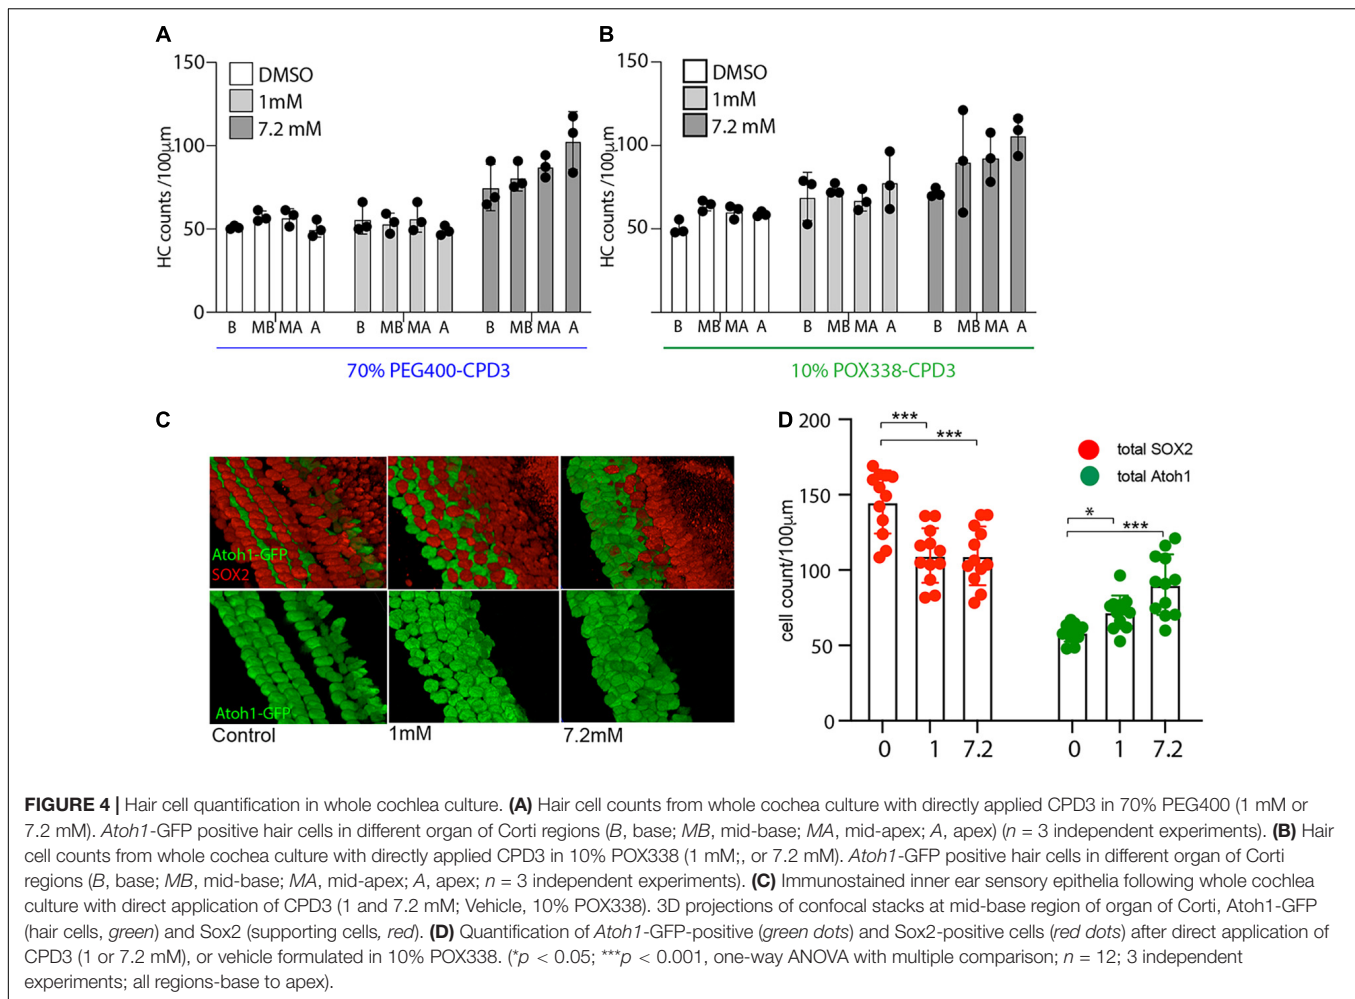 A
150
100
50
0
HC counts /100µm
DMSO
1mM
7.2 mM
B MB MA A B MB MA A B MB MA A
70% PEG400-CPD3
B
150
100
50
HC counts /100µm
DMSO
1mM
7.2 mM
B MB MA A B MB MA A B MB MA A
10% POX338-CPD3
C
Atoh1-GFP
SOX2
Atoh1-GFP
Control 1mM 7.2mM
D
200
150
100
50
0
cell count/100µm
***
***
*
***
total SOX2
total Atoh1
0 1 7.2 0 1 7.2
FIGURE 4 | Hair cell quantification in whole cochlea culture. (A) Hair cell counts from whole cochea culture with directly applied CPD3 in 70% PEG400 (1 mM or
7.2 mM). Atoh1-GFP positive hair cells in different organ of Corti regions (B, base; MB, mid-base; MA, mid-apex; A, apex) (n = 3 independent experiments). (B) Hair
cell counts from whole cochea culture with directly applied CPD3 in 10% POX338 (1 mM;, or 7.2 mM). Atoh1-GFP positive hair cells in different organ of Corti
regions (B, base; MB, mid-base; MA, mid-apex; A, apex; n = 3 independent experiments). (C) Immunostained inner ear sensory epithelia following whole cochlea
culture with direct application of CPD3 (1 and 7.2 mM; Vehicle, 10% POX338). 3D projections of confocal stacks at mid-base region of organ of Corti, Atoh1-GFP
(hair cells, green) and Sox2 (supporting cells, red). (D) Quantification of Atoh1-GFP-positive (green dots) and Sox2-positive cells (red dots) after direct application of
CPD3 (1 or 7.2 mM), or vehicle formulated in 10% POX338. (*p < 0.05; ***p < 0.001, one-way ANOVA with multiple comparison; n = 12; 3 independent
experiments; all regions-base to apex).